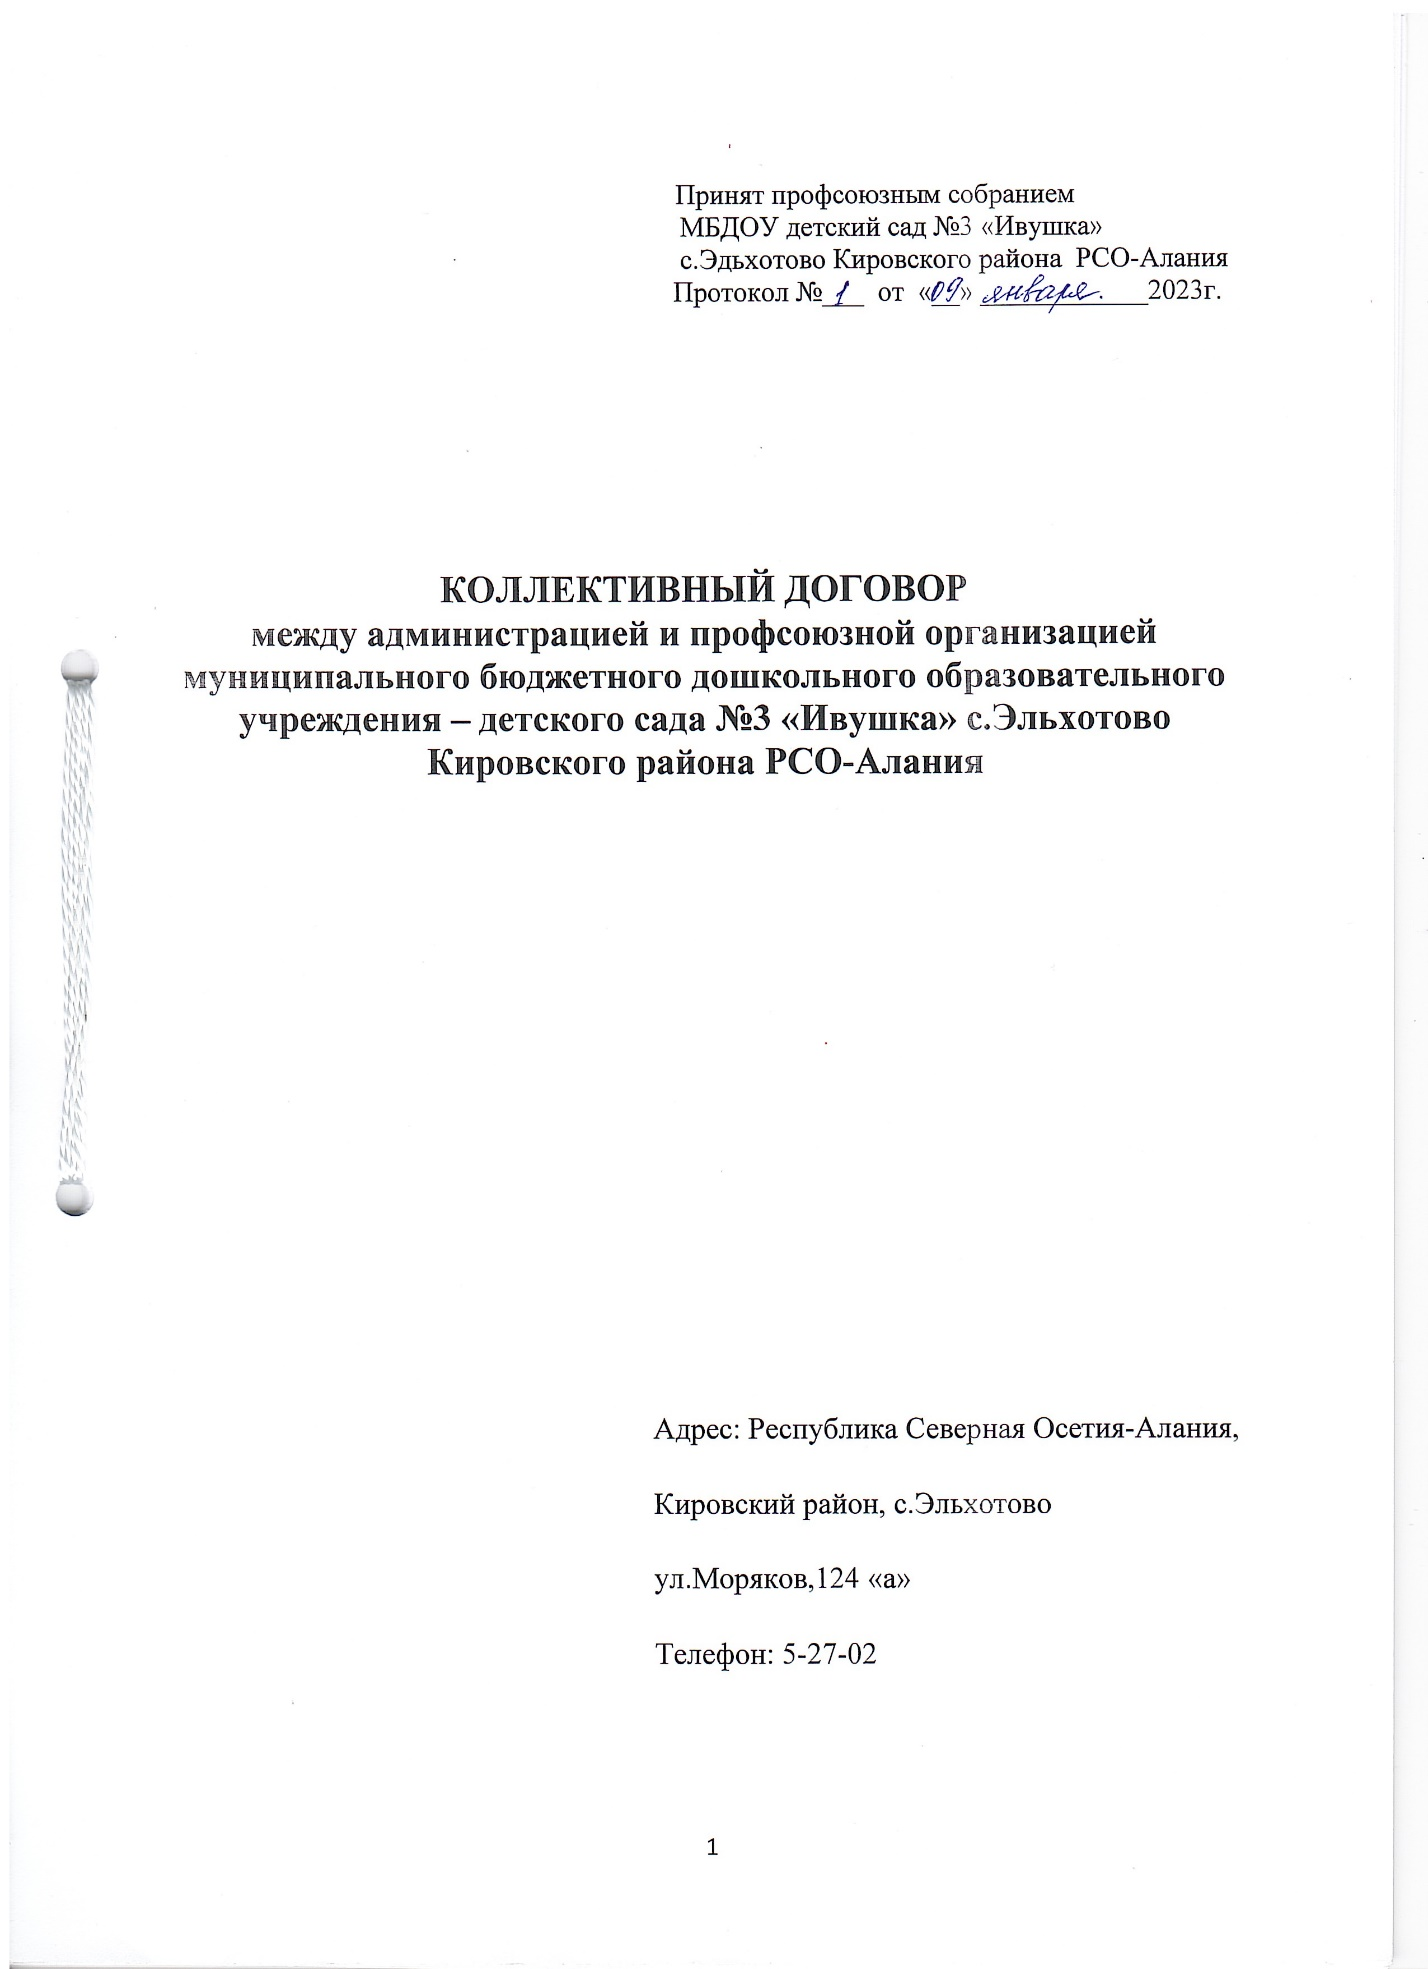 Принят профсоюзным собранием
МБДОУ детский сад №3 «Ивушка»
с.Эдьхотово Кировского района РСО-Алания
Протокол №_1_ от «09» января. 2023г.
КОЛЛЕКТИВНЫЙ ДОГОВОР
между администрацией и профсоюзной организацией
муниципального бюджетного дошкольного образовательного
учреждения – детского сада №3 «Ивушка» с.Эльхотово
Кировского района РСО-Алания
Адрес: Республика Северная Осетия-Алания,
Кировский район, с.Эльхотово
ул.Моряков,124 «а»
Телефон: 5-27-02
1